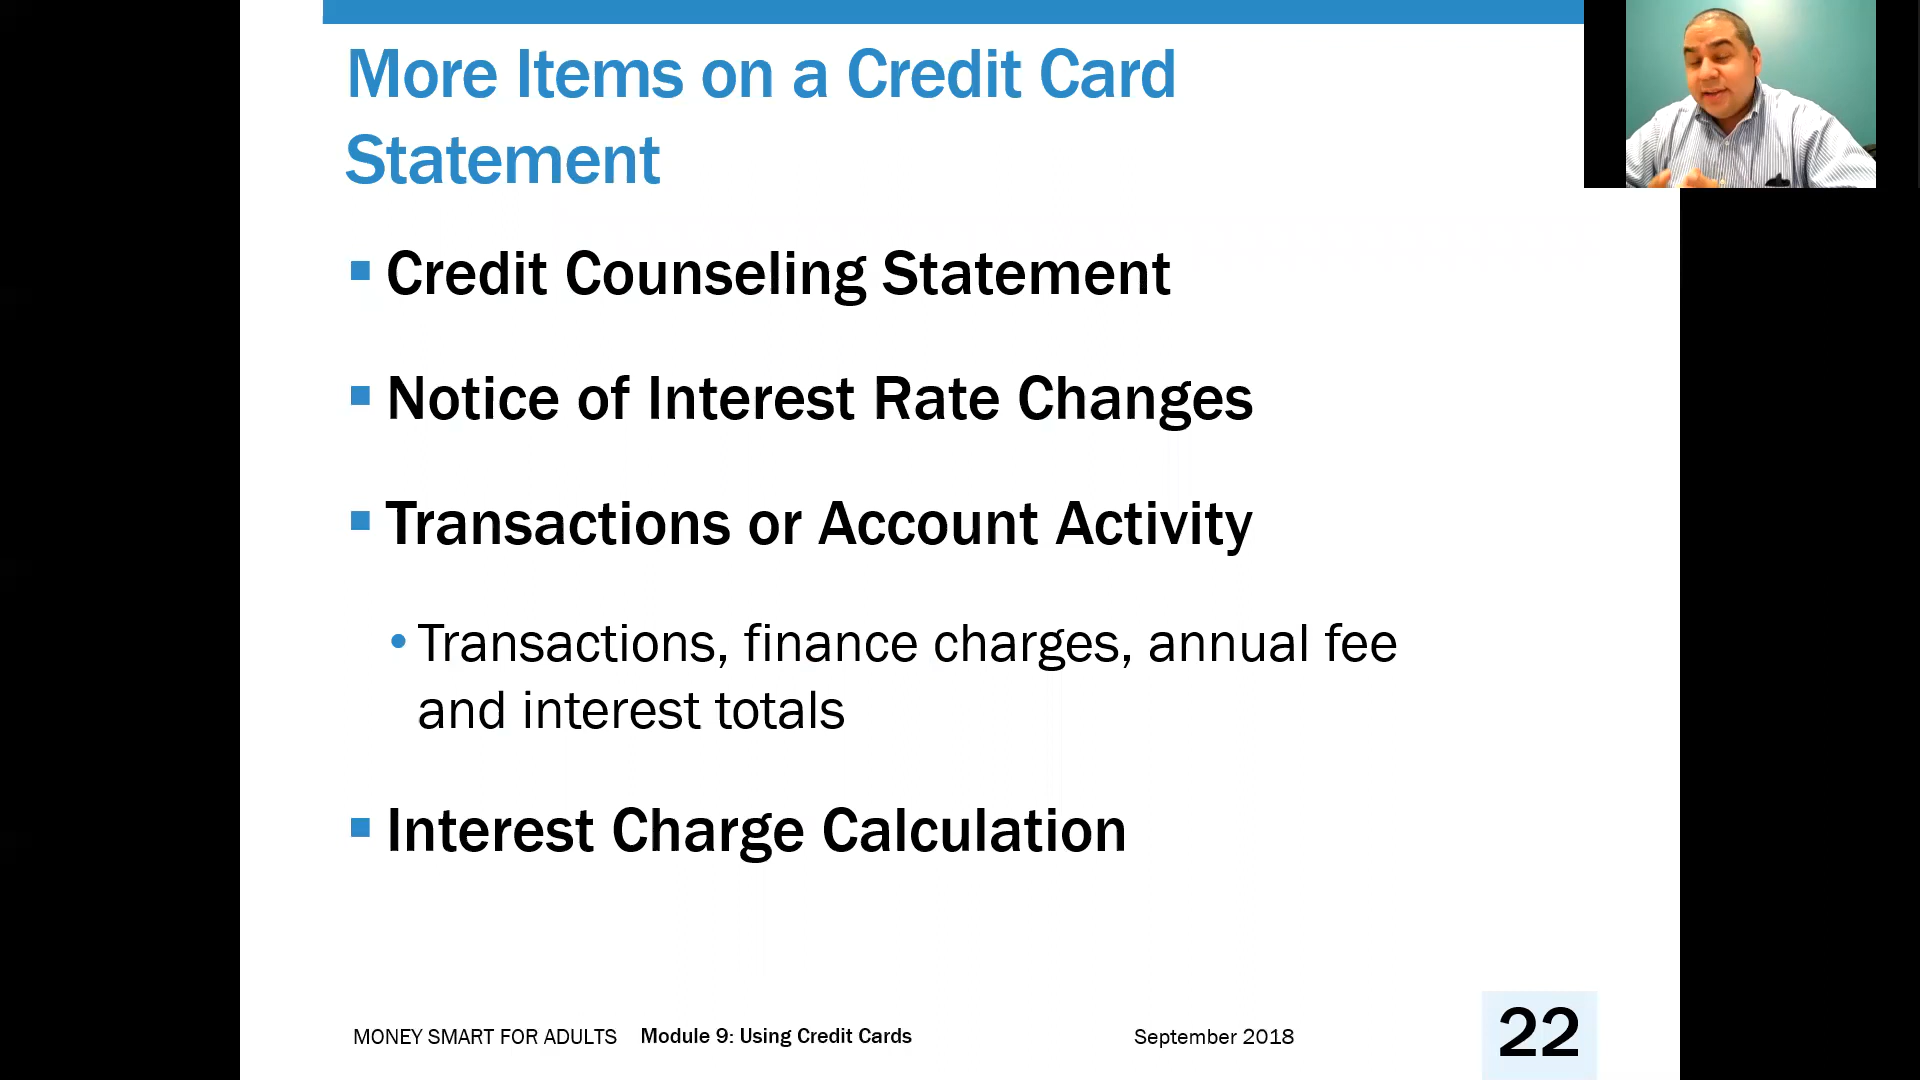 More Items on a Credit Card
Statement
Credit Counseling Statement
Notice of Interest Rate Changes
Transactions or Account Activity
Transactions, finance charges, annual fee
and interest totals
Interest Charge Calculation
MONEY SMART FOR ADULTS Module 9: Using Credit Cards September 2018 22